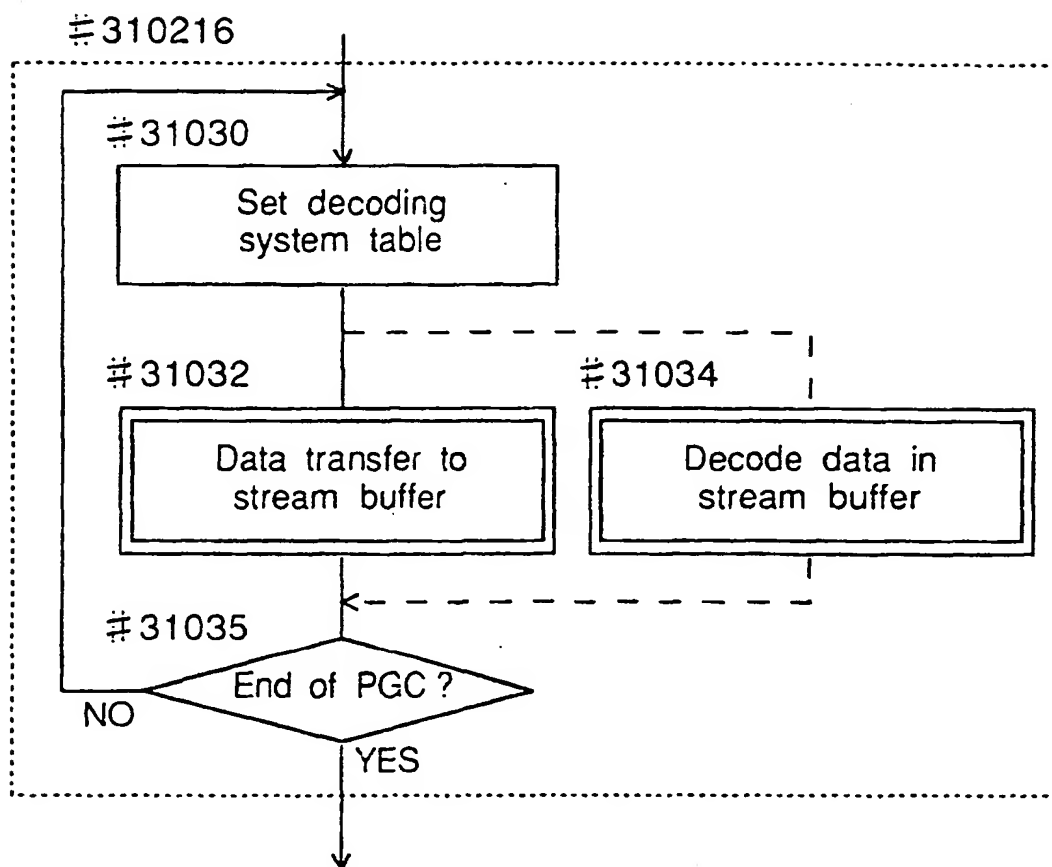 #310216
#31030
Set decoding
system table
#31032
#31034
Data transfer to
stream buffer
Decode data in
stream buffer
#31035
End of PGC ?
NO
YES